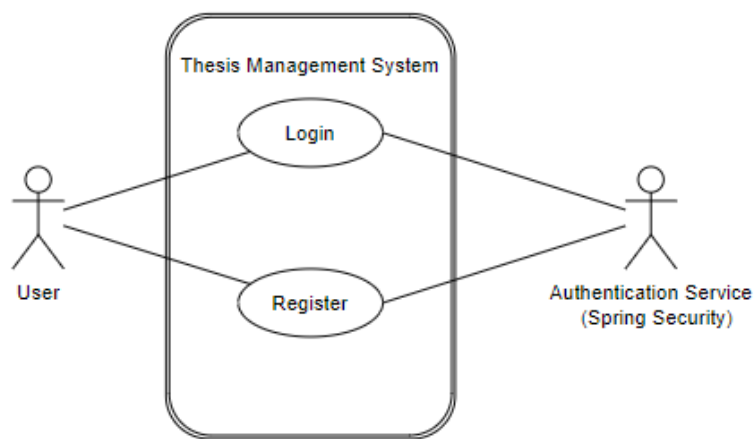 Thesis Management System
Login
User
Register
Authentication Service
(Spring Security)